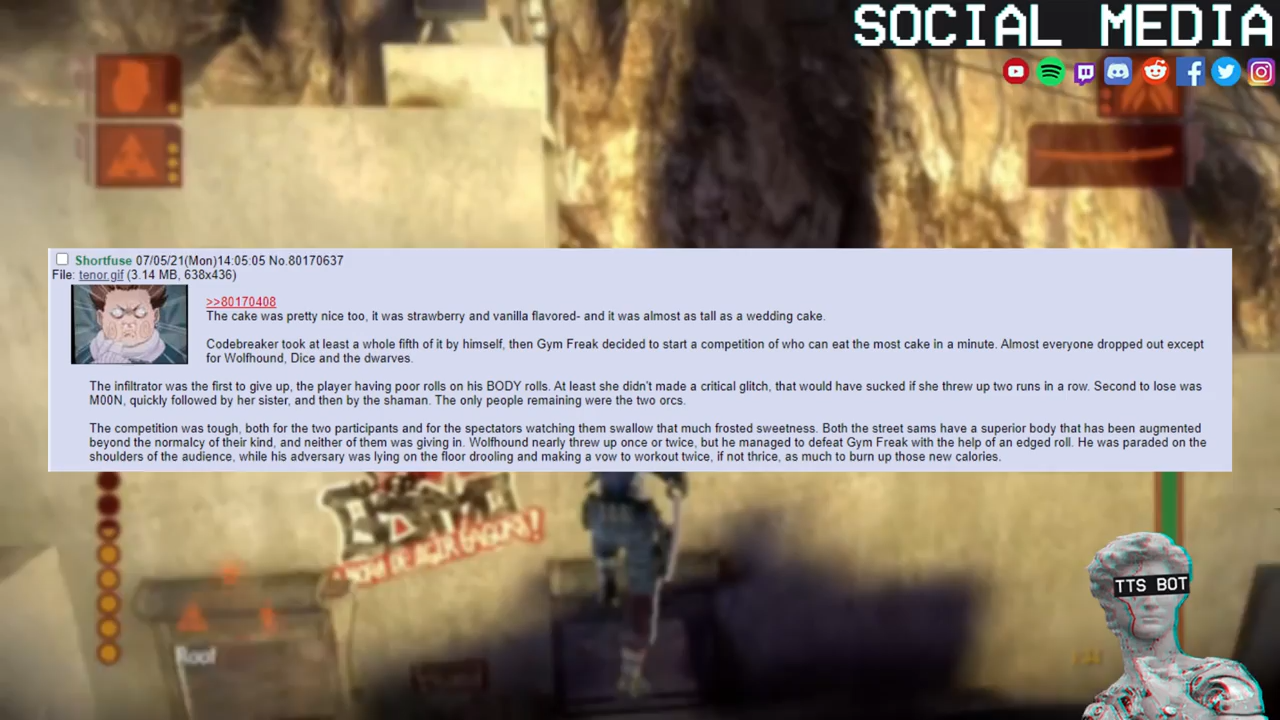 SOCIAL MEDIA
Shortfuse 07/05/21(Mon)14:05:05 No.80170637
File: tenor.gif (3.14 MB, 638x436)
>>80170408
The cake was pretty nice too, it was strawberry and vanilla flavored- and it was almost as tall as a wedding cake.
Codebreaker took at least a whole fifth of it by himself, then Gym Freak decided to start a competition of who can eat the most cake in a minute. Almost everyone dropped out except
for Wolfhound, Dice and the dwarves.
The infiltrator was the first to give up, the player having poor rolls on his BODY rolls. At least she didn't made a critical glitch, that would have sucked if she threw up two runs in a row. Second to lose was
M00N, quickly followed by her sister, and then by the shaman. The only people remaining were the two orcs.
The competition was tough, both for the two participants and for the spectators watching them swallow that much frosted sweetness. Both the street sams have a superior body that has been augmented
beyond the normalcy of their kind, and neither of them was giving in. Wolfhound nearly threw up once or twice, but he managed to defeat Gym Freak with the help of an edged roll. He was paraded on the
shoulders of the audience, while his adversary was lying on the floor drooling and making a vow to workout twice, if not thrice, as much to burn up those new calories.
TTS BOT
Roof